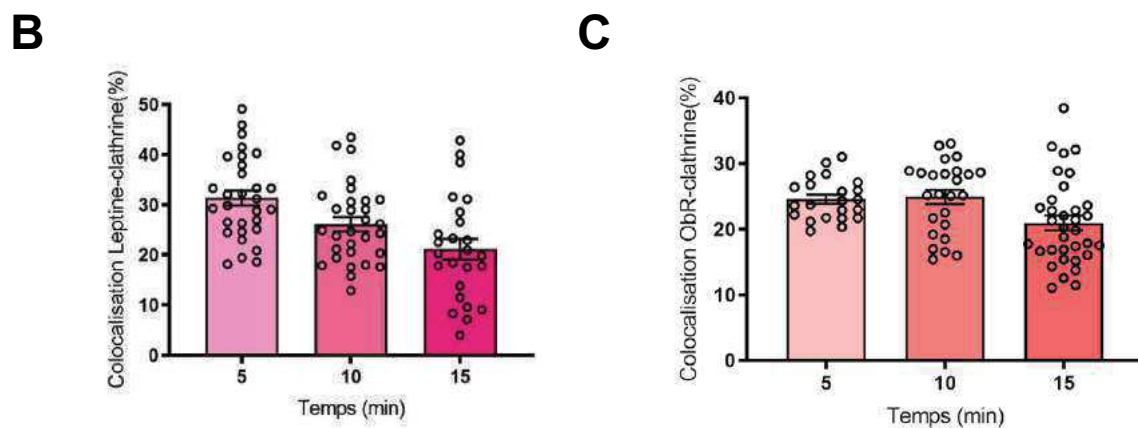 B
Colocalisation Leptine-clathrine(%)
50
40
30
20
10
0
5 10 15
Temps (min)
C
Colocalisation ObR-clathrine(%)
40
30
20
10
0
5 10 15
Temps (min)